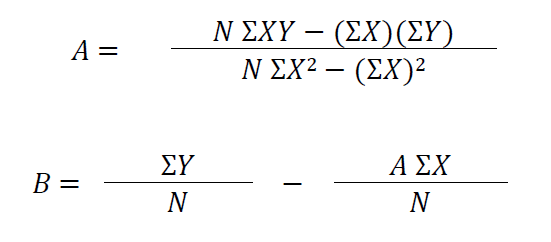 A = N ΣXY − (ΣX)(ΣY) / N ΣX² − (ΣX)²
B = ΣY / N − A ΣX / N